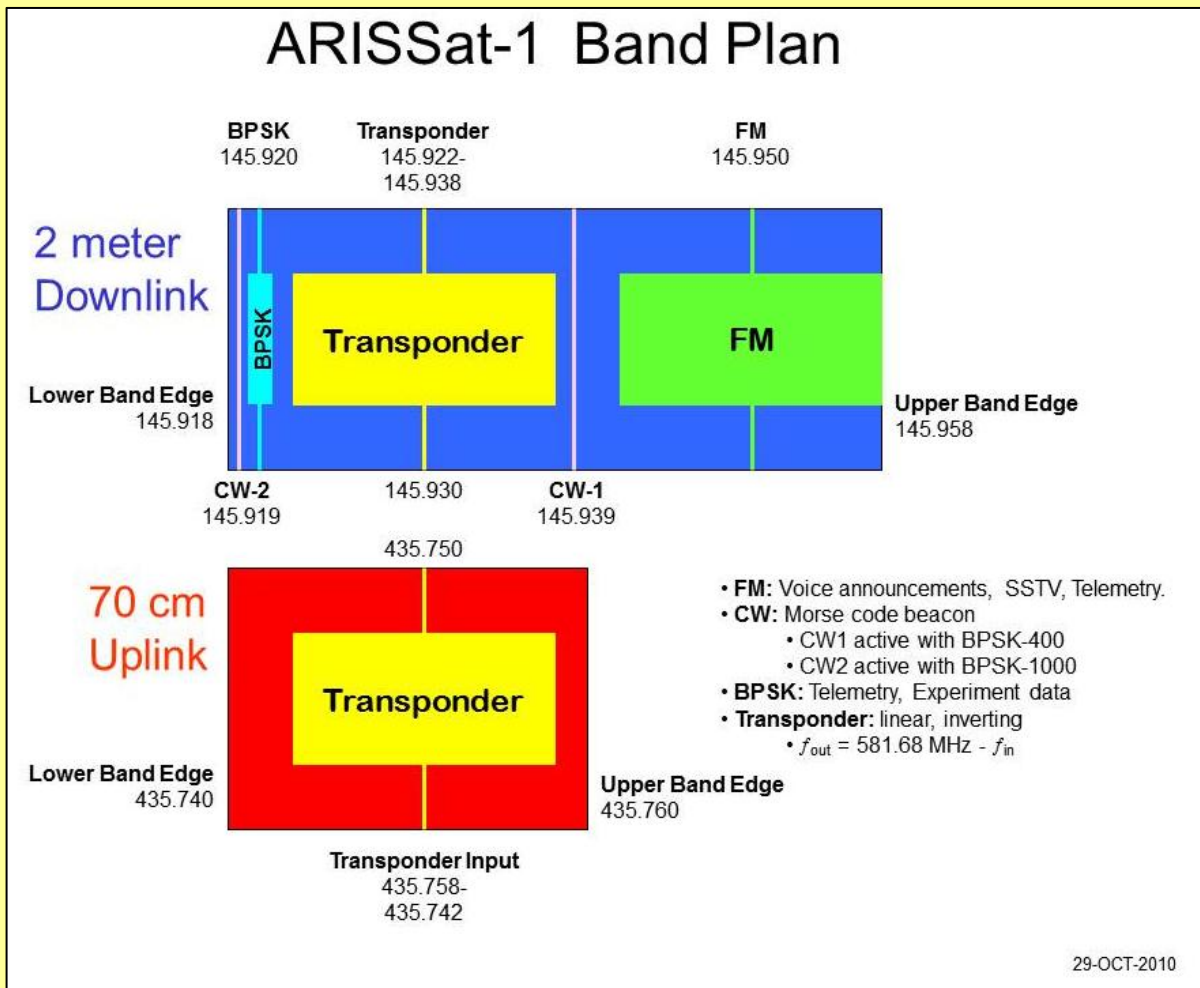 ARISSat-1 Band Plan
BPSK
145.920
Transponder
145.922-
145.938
FM
145.950
2 meter
Downlink
BPSK
Transponder
FM
Lower Band Edge
145.918
Upper Band Edge
145.958
CW-2
145.919
145.930
CW-1
145.939
435.750
70 cm
Uplink
Transponder
Lower Band Edge
435.740
Upper Band Edge
435.760
Transponder Input
435.758-
435.742
• FM: Voice announcements, SSTV, Telemetry.
• CW: Morse code beacon
• CW1 active with BPSK-400
• CW2 active with BPSK-1000
• BPSK: Telemetry, Experiment data
• Transponder: linear, inverting
• fout = 581.68 MHz - fin
29-OCT-2010